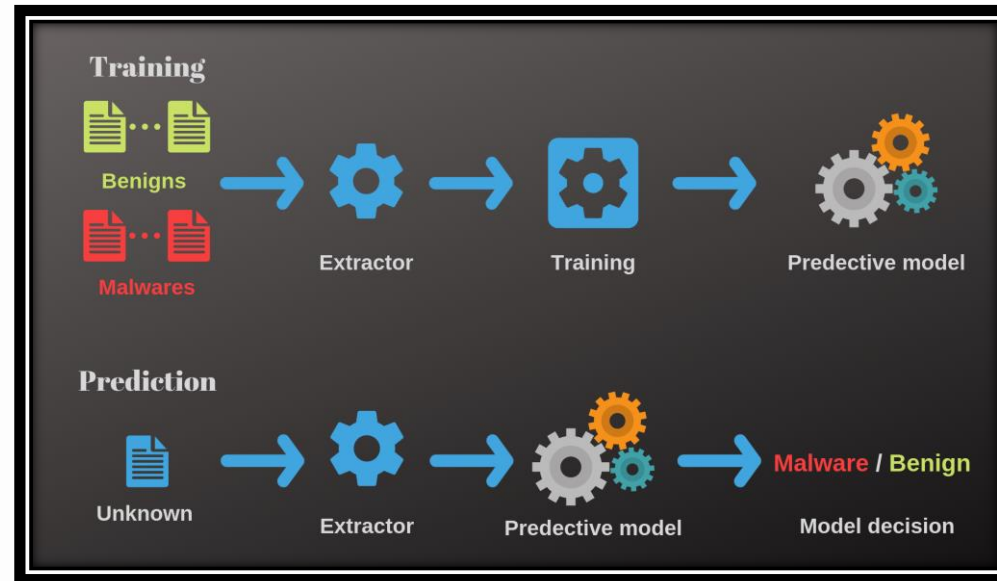 Training
Benigns
Malwares
Extractor
Training
Predective model
Prediction
Unknown
Extractor
Predective model
Malware / Benign
Model decision